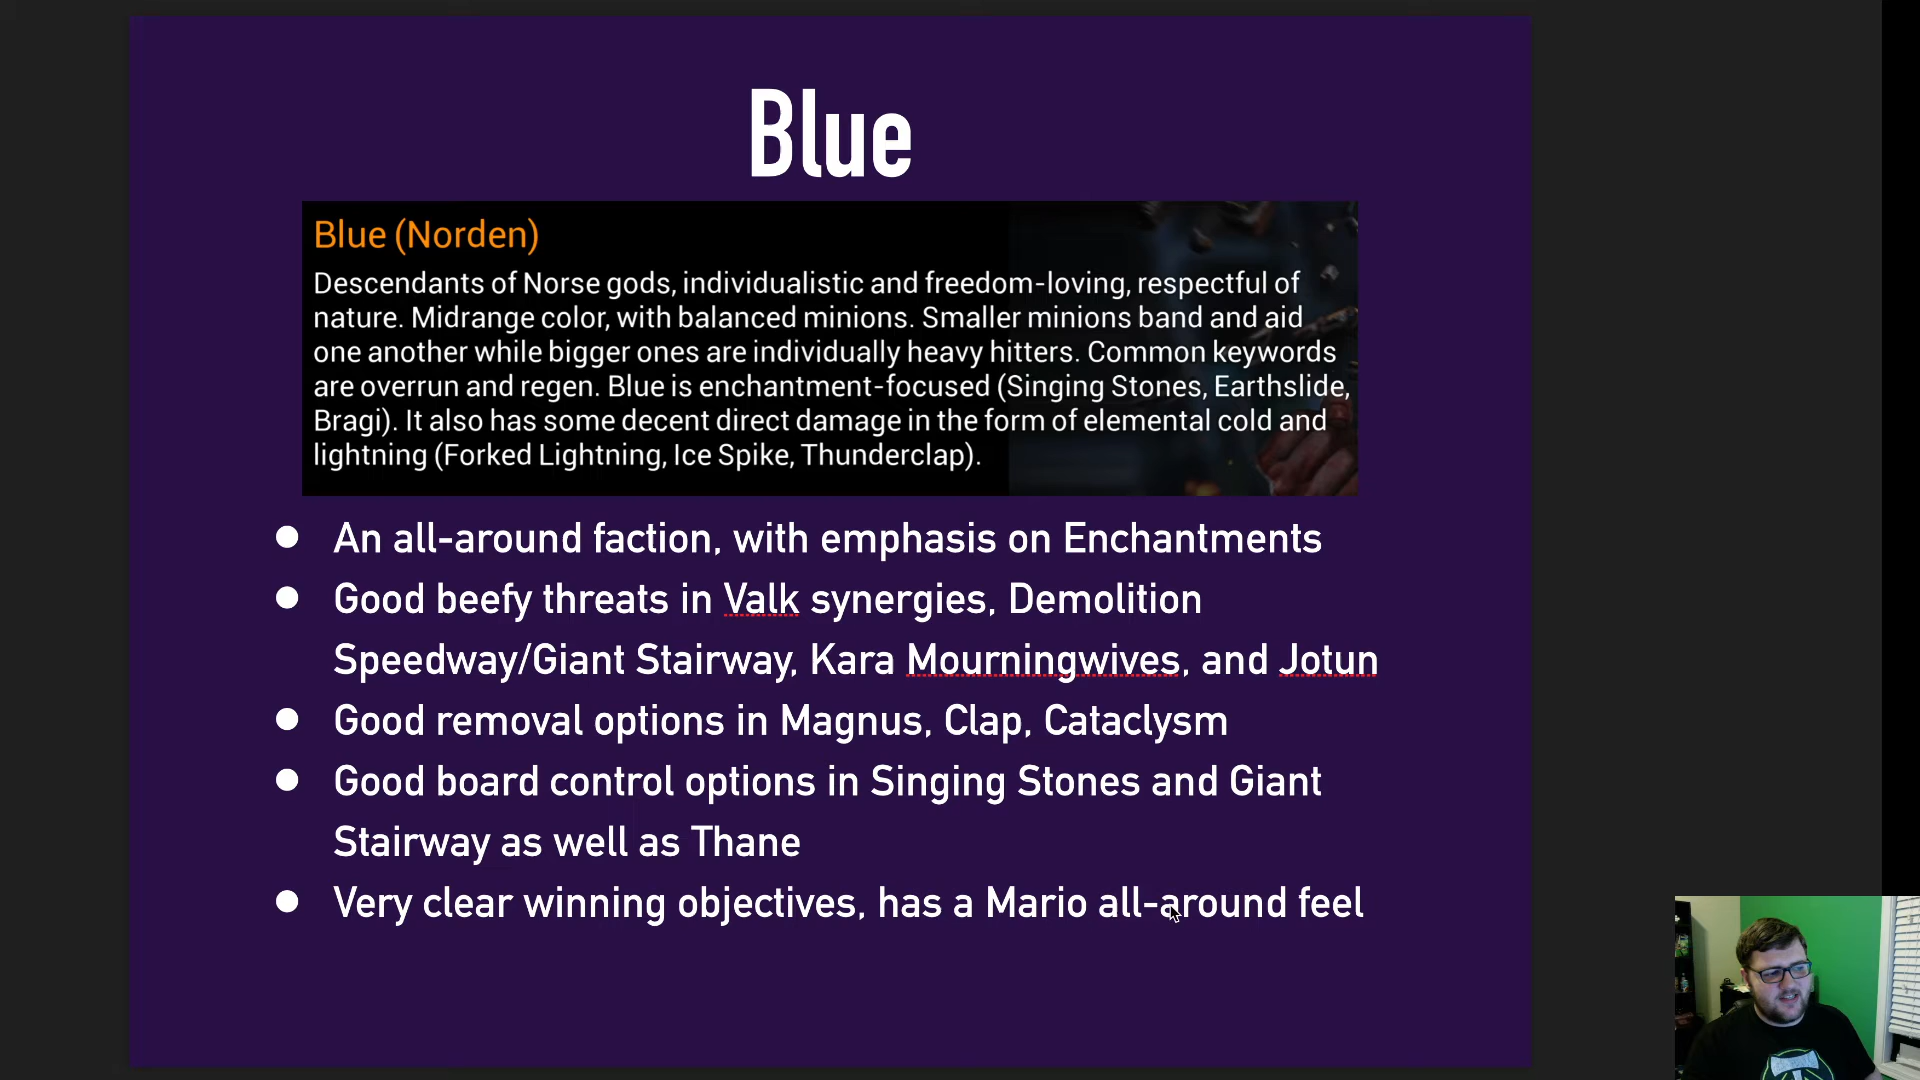 Blue
Blue (Norden)
Descendants of Norse gods, individualistic and freedom-loving, respectful of
nature. Midrange color, with balanced minions. Smaller minions band and aid
one another while bigger ones are individually heavy hitters. Common keywords
are overrun and regen. Blue is enchantment-focused (Singing Stones, Earthslide,
Bragi). It also has some decent direct damage in the form of elemental cold and
lightning (Forked Lightning, Ice Spike, Thunderclap).
● An all-around faction, with emphasis on Enchantments
● Good beefy threats in Valk synergies, Demolition
Speedway/Giant Stairway, Kara Mourningwives, and Jotun
● Good removal options in Magnus, Clap, Cataclysm
● Good board control options in Singing Stones and Giant
Stairway as well as Thane
● Very clear winning objectives, has a Mario all-around feel